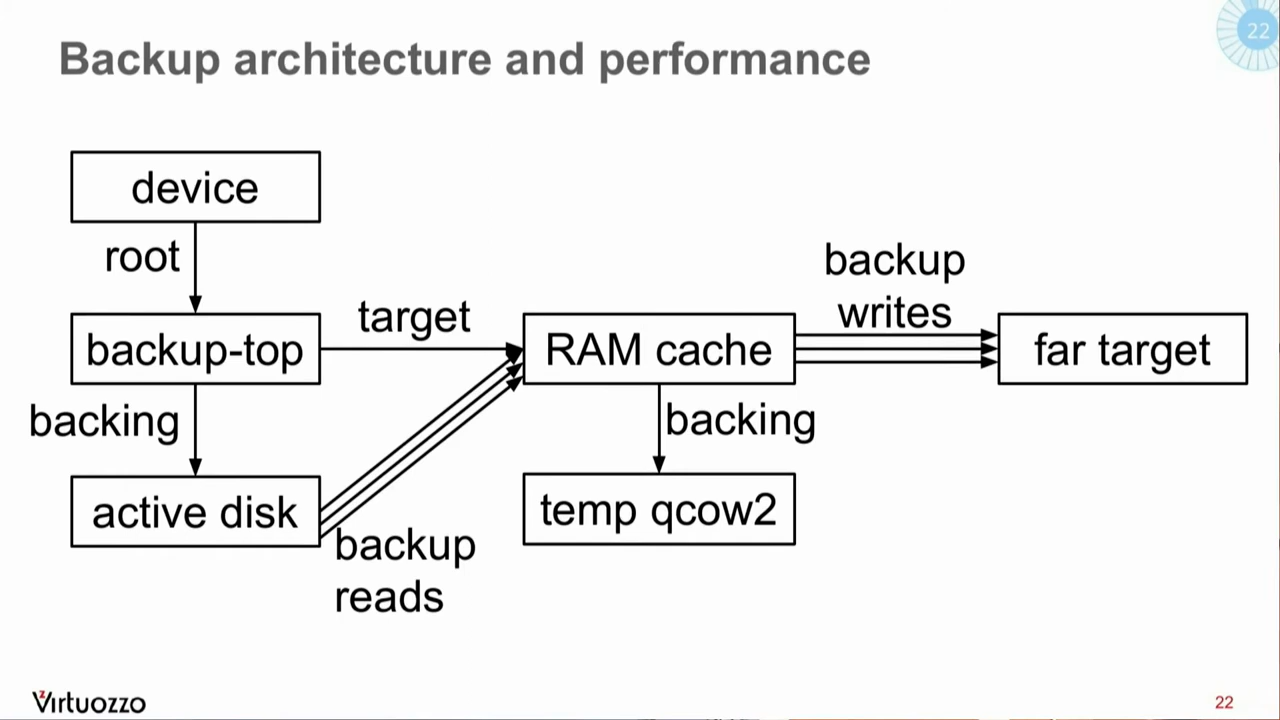 22
Backup architecture and performance
device
root
backup
writes
target
backup-top
RAM cache
far target
backing
backing
active disk
temp qcow2
backup
reads
Virtuozzo
22